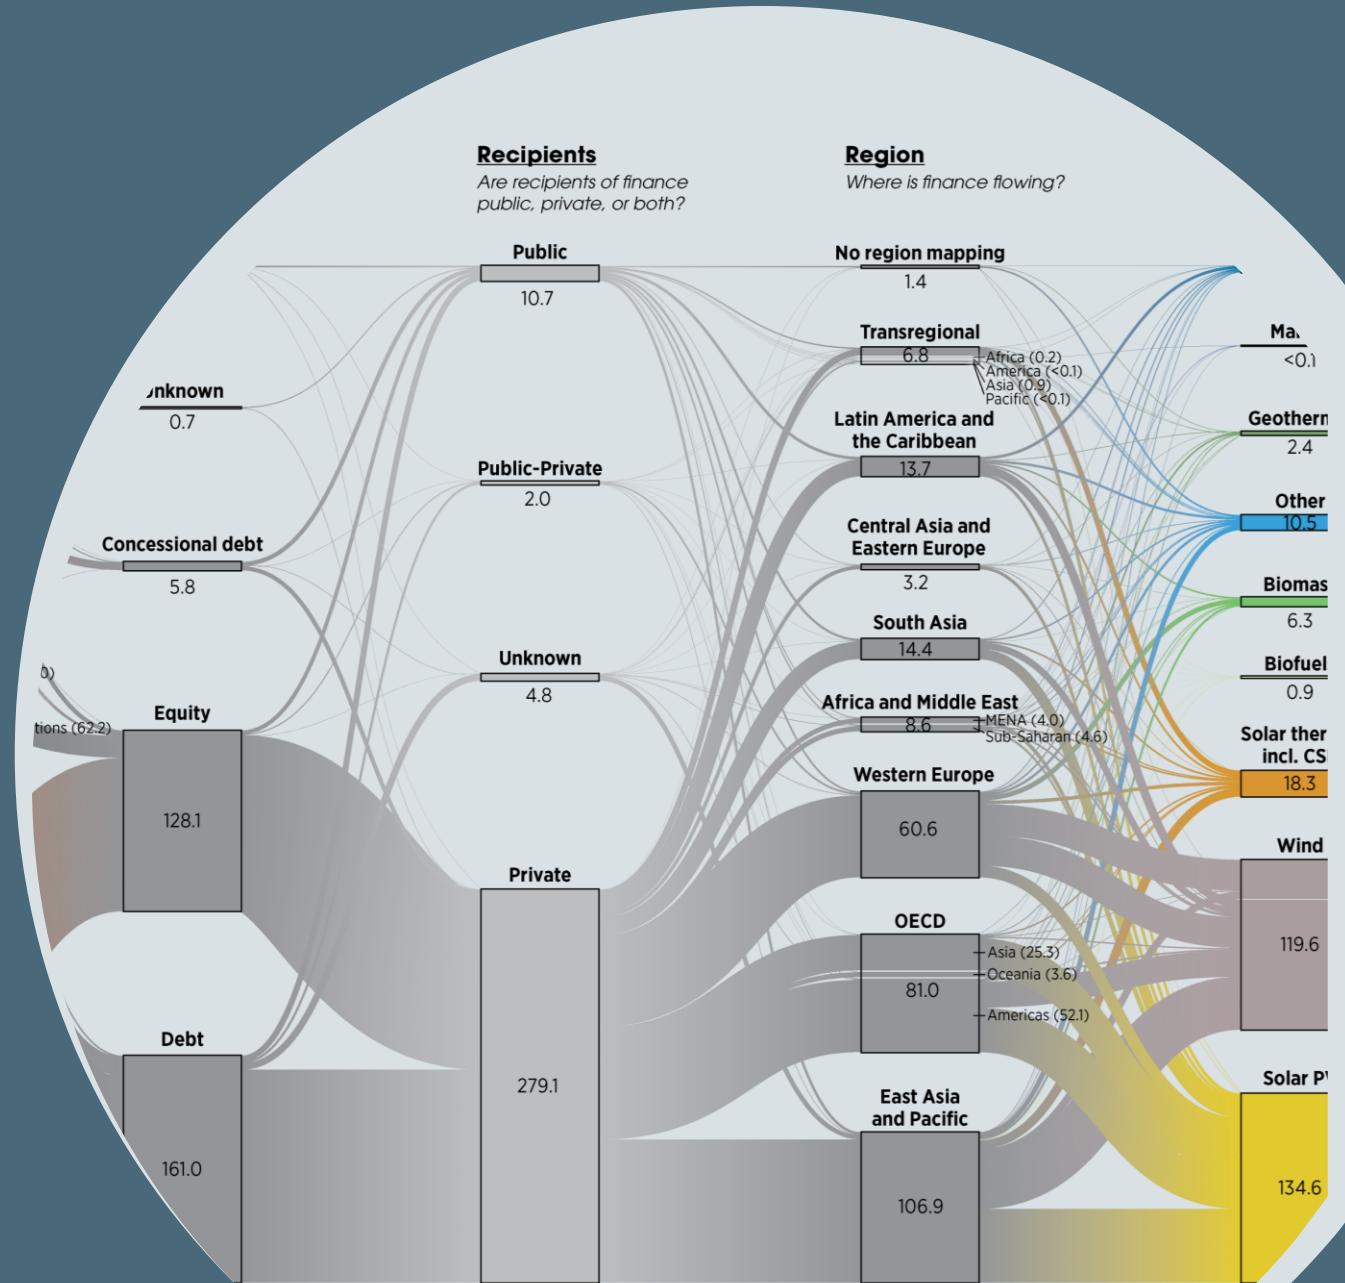 Recipients
Are recipients of finance
public, private, or both?
Region
Where is finance flowing?
0.7
Concessional debt
5.8
(62.2)
Equity
128.1
Debt
161.0
Public
10.7
Public-Private
2.0
Unknown
4.8
Private
279.1
No region mapping
1.4
Transregional
6.8
Africa (0.2)
America (<0.1)
Asia (0.9)
Pacific (<0.1)
Latin America and
the Caribbean
13.7
Central Asia and
Eastern Europe
3.2
South Asia
14.4
Africa and Middle East
8.6
MENA (4.0)
Sub-Saharan (4.6)
Western Europe
60.6
OECD
81.0
Asia (25.3)
Oceania (3.6)
Americas (52.1)
East Asia
and Pacific
106.9
<0.1
2.4
Other
10.5
6.3
0.9
Solar
incl.
18.3
Wind
119.6
Solar
134.6